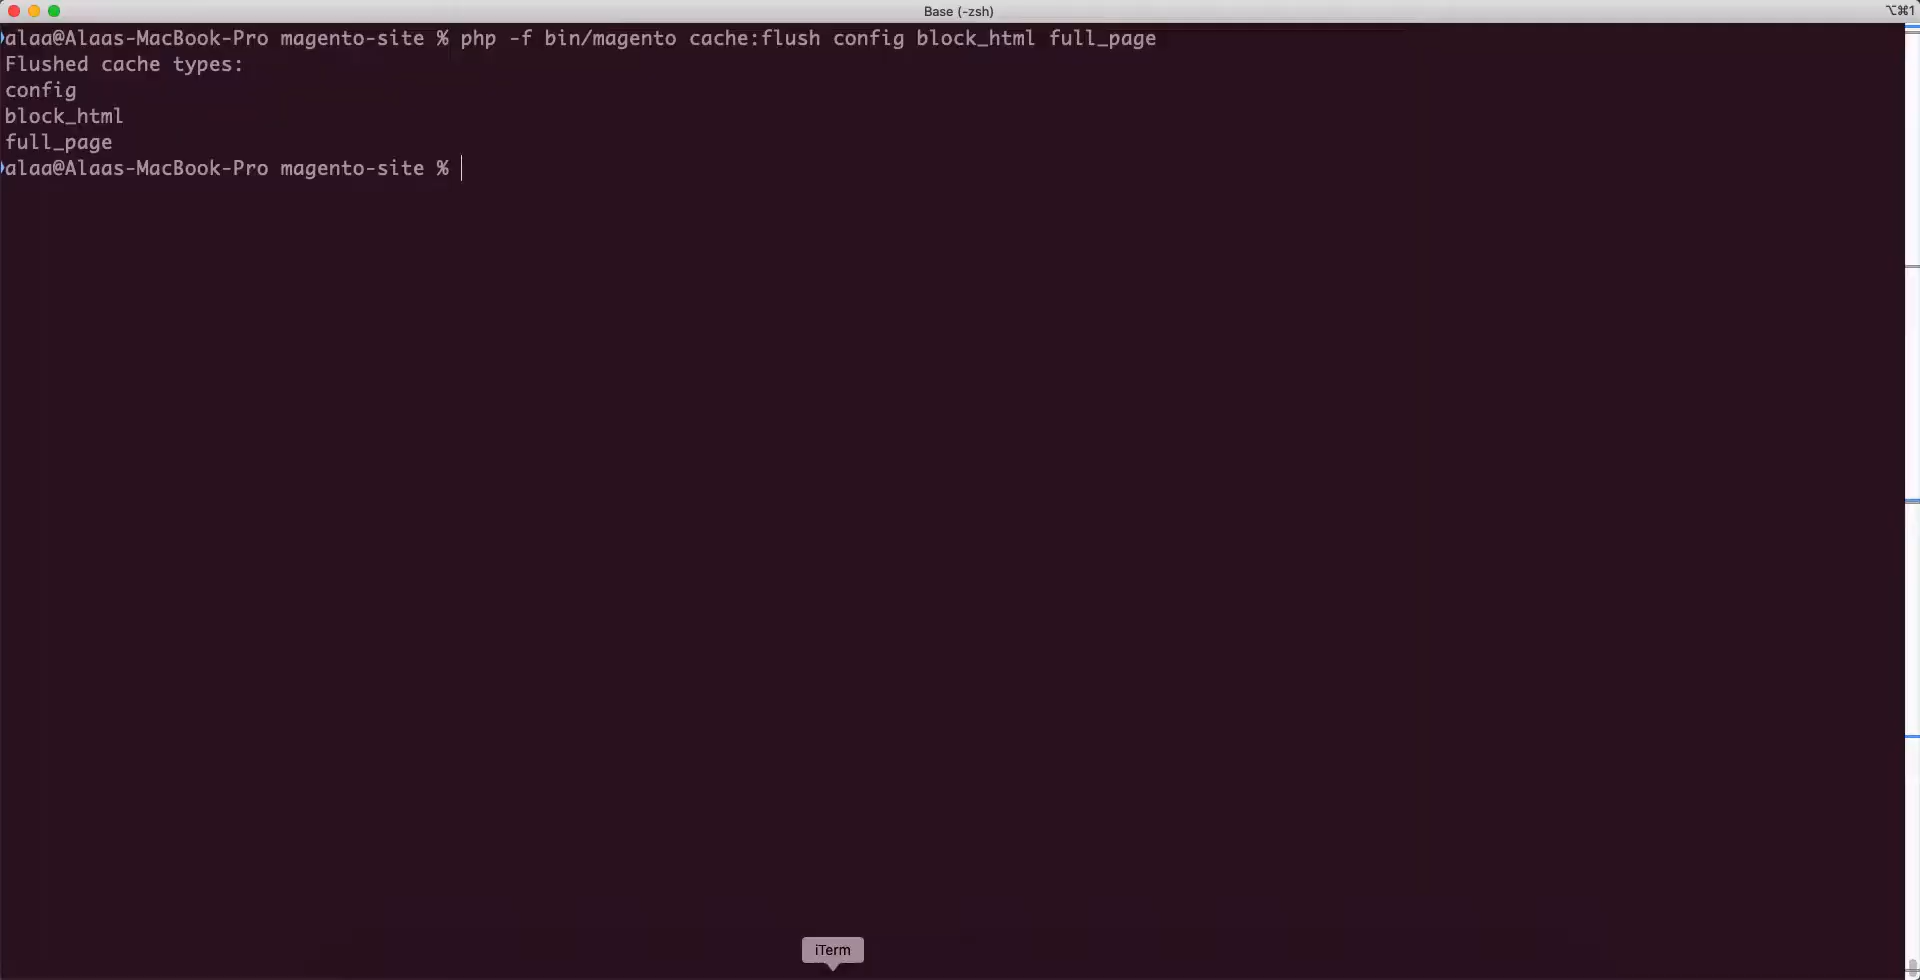 Base (-zsh)
⌥⌘1
alaa@Alaas-MacBook-Pro magento-site % php -f bin/magento cache:flush config block_html full_page
Flushed cache types:
config
block_html
full_page
alaa@Alaas-MacBook-Pro magento-site %
iTerm